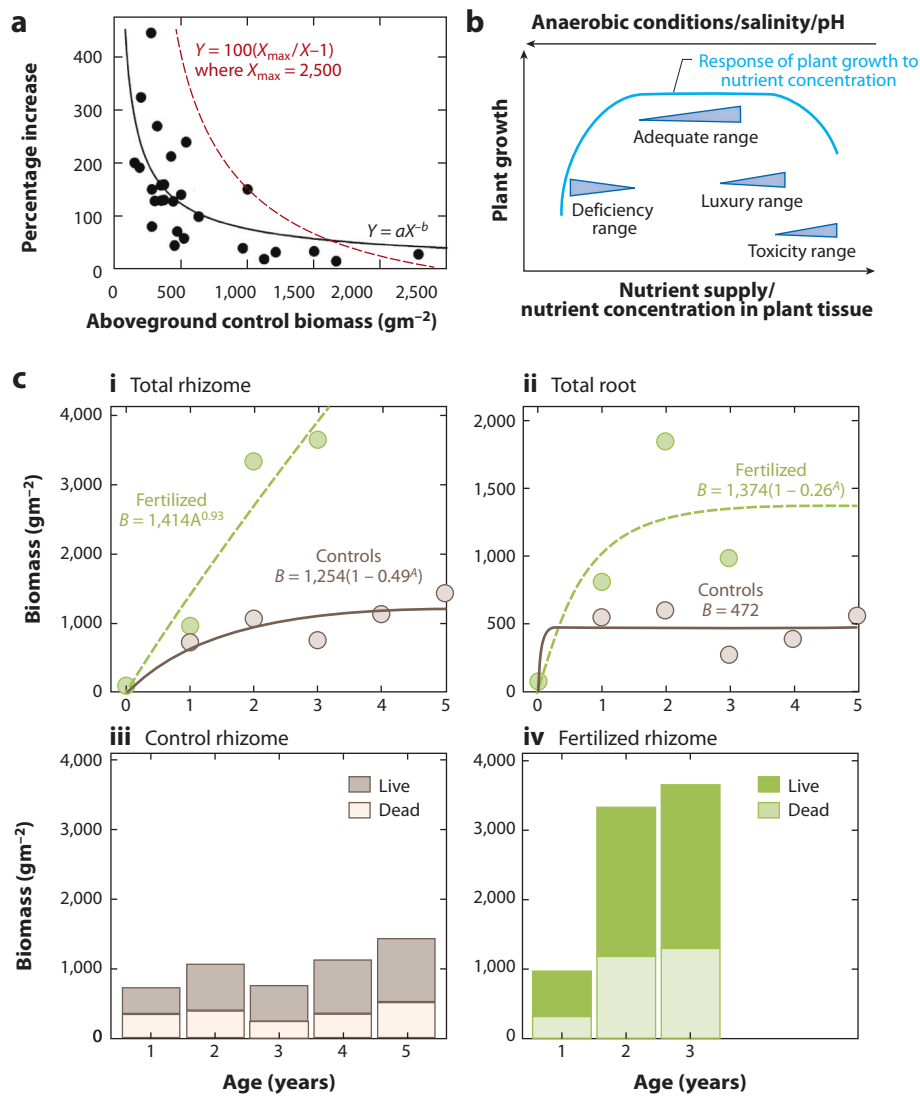 a
Percentage increase
400
300
200
100
0
Y = 100(Xmax/X–1)
where Xmax = 2,500
Y = aX–b
0
500
1,000
1,500
2,000
2,500
Aboveground control biomass (gm–2)
b
Anaerobic conditions/salinity/pH
Response of plant growth to
nutrient concentration
Plant growth
Adequate range
Deficiency
range
Luxury range
Toxicity range
Nutrient supply/
nutrient concentration in plant tissue
c
i Total rhizome
Biomass (gm–2)
4,000
3,000
2,000
1,000
0
Fertilized
B = 1,414A0.93
Controls
B = 1,254(1 – 0.49A)
0 1 2 3 4 5
ii Total root
2,000
1,500
1,000
500
0
Fertilized
B = 1,374(1 – 0.26A)
Controls
B = 472
0 1 2 3 4 5
iii Control rhizome
Biomass (gm–2)
4,000
3,000
2,000
1,000
0
Live
Dead
1 2 3 4 5
Age (years)
iv Fertilized rhizome
4,000
3,000
2,000
1,000
0
Live
Dead
1 2 3
Age (years)